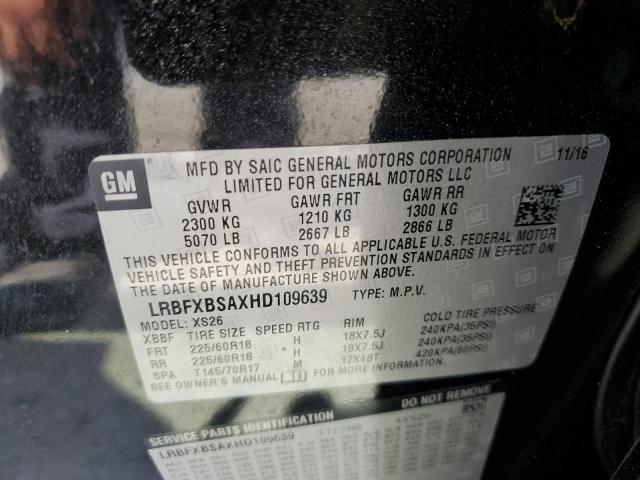 GM
MFD BY SAIC GENERAL MOTORS CORPORATION 11/16
LIMITED FOR GENERAL MOTORS LLC
GVWR GAWR FRT GAWR RR
2300 KG 1210 KG 1300 KG
5070 LB 2667 LB 2866 LB
THIS VEHICLE CONFORMS TO ALL APPLICABLE U.S. FEDERAL MOTOR
VEHICLE SAFETY AND THEFT PREVENTION STANDARDS IN EFFECT ON
THE DATE OF MANUFACTURE SHOWN ABOVE.
LRBFXBSAXHD109639 TYPE: M.P.V.
MODEL: XS26
XBBF TIRE SIZE SPEED RTG RIM COLD TIRE PRESSURE
FRT 225/60R18 H 18X7.5J 240KPA(35PSI)
RR 225/60R18 H 18X7.5J 240KPA(35PSI)
SPA T145/70R17 M 17X4BT 420KPA(60PSI)
SEE OWNER'S MANUAL FOR MORE INFORMATION
SERVICE PARTS IDENTIFICATION DO NOT REMOVE
LRBFXBSAXHD109639 4XS26